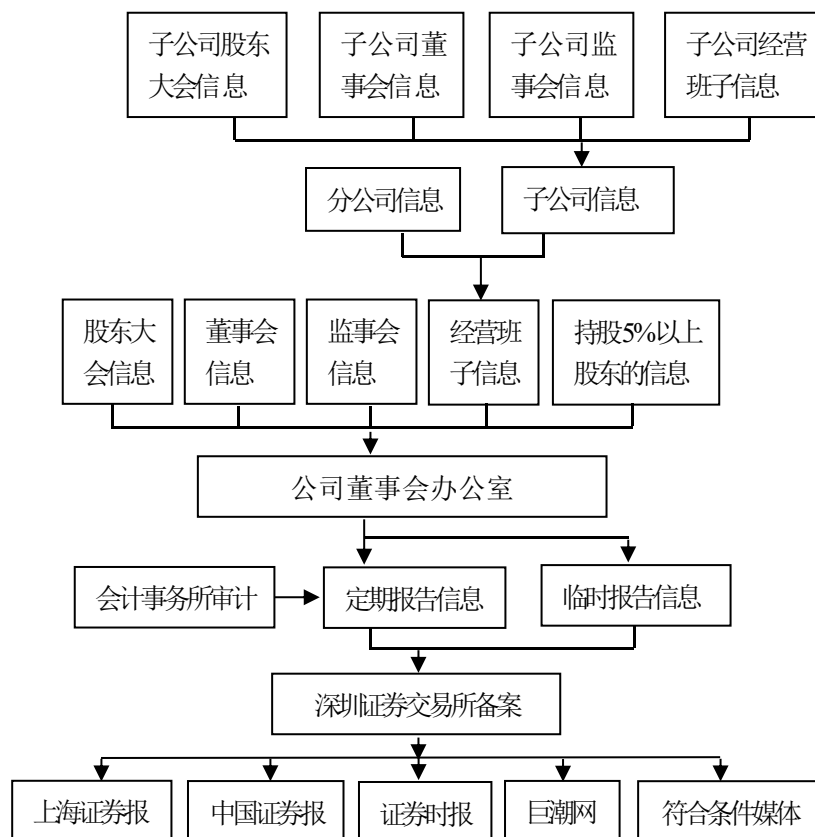 子公司股东
大会信息
子公司董
事会信息
子公司监
事会信息
子公司经营
班子信息
分公司信息
子公司信息
股东大
会信息
董事会
信息
监事会
信息
经营班
子信息
持股5%以上
股东的信息
公司董事会办公室
会计事务所审计
定期报告信息
临时报告信息
深圳证券交易所备案
上海证券报
中国证券报
证券时报
巨潮网
符合条件媒体